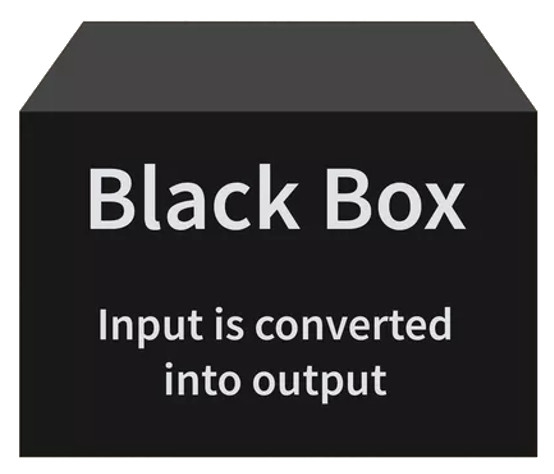 Black Box
Input is converted
into output